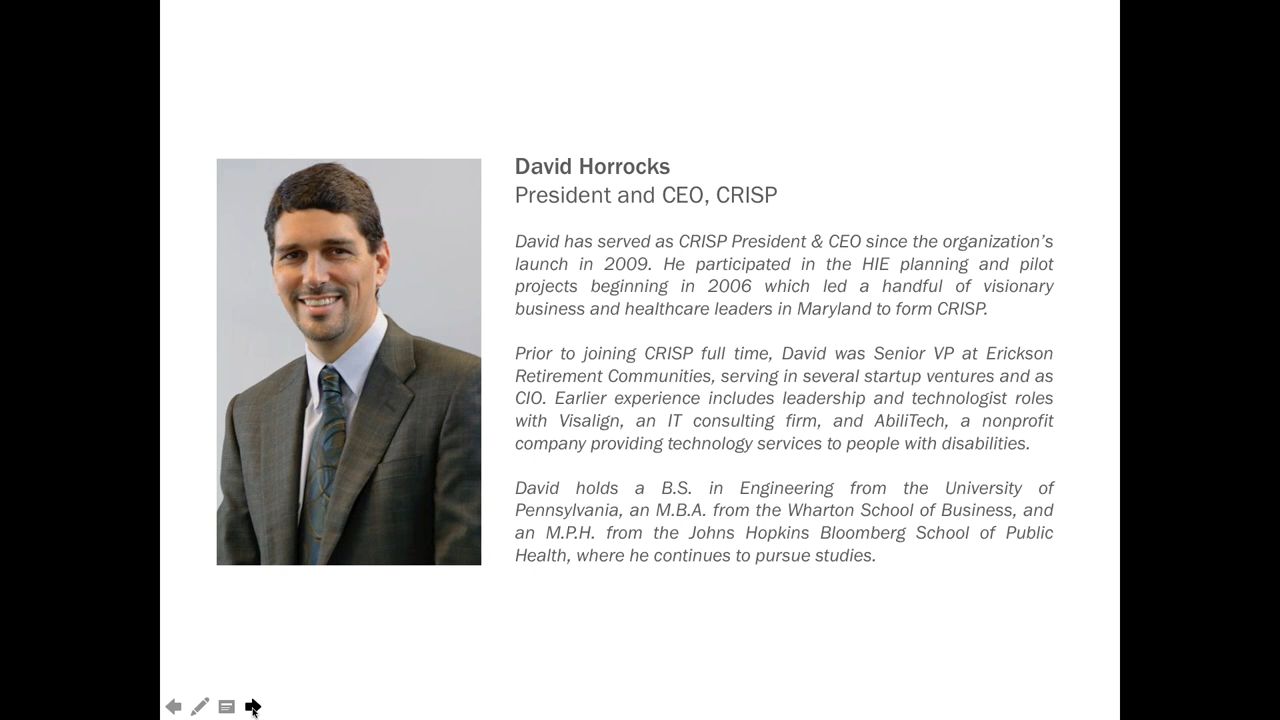 David Horrocks
President and CEO, CRISP
David has served as CRISP President & CEO since the organization’s
launch in 2009. He participated in the HIE planning and pilot
projects beginning in 2006 which led a handful of visionary
business and healthcare leaders in Maryland to form CRISP.
Prior to joining CRISP full time, David was Senior VP at Erickson
Retirement Communities, serving in several startup ventures and as
CIO. Earlier experience includes leadership and technologist roles
with Visalign, an IT consulting firm, and AbiliTech, a nonprofit
company providing technology services to people with disabilities.
David holds a B.S. in Engineering from the University of
Pennsylvania, an M.B.A. from the Wharton School of Business, and
an M.P.H. from the Johns Hopkins Bloomberg School of Public
Health, where he continues to pursue studies.